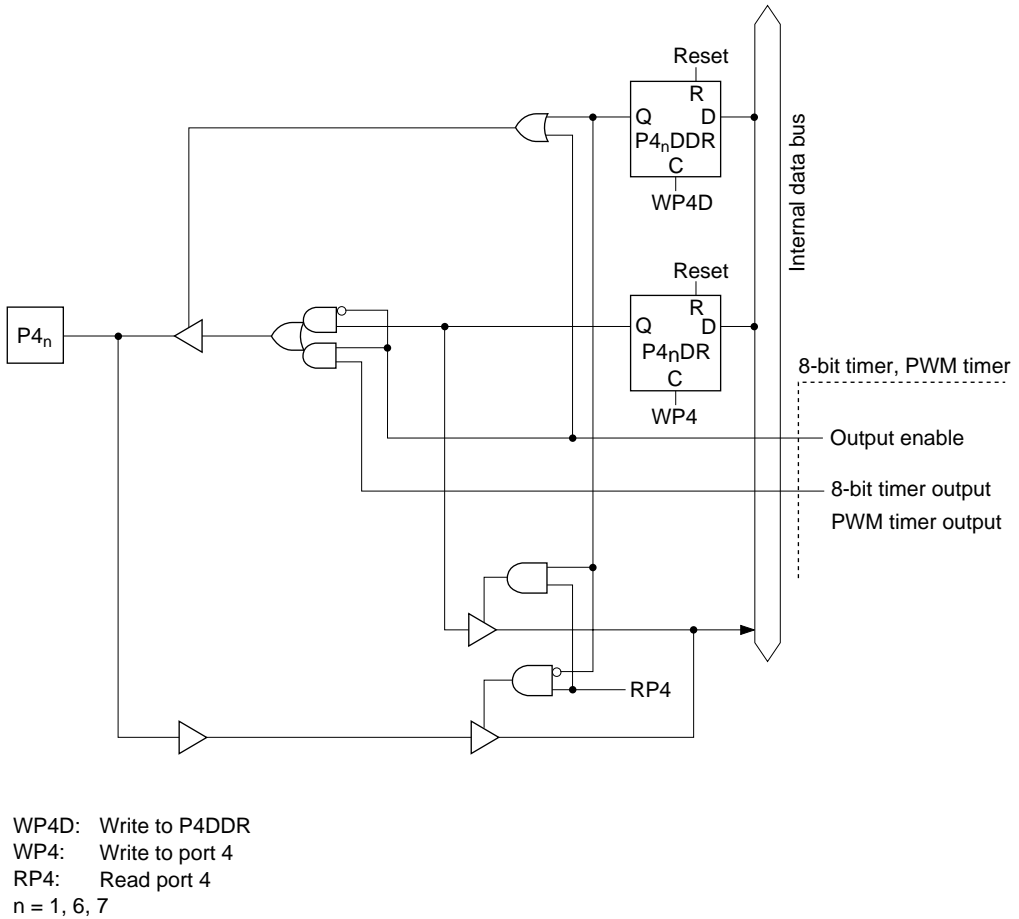 Reset
R
Q D
P4nDDR
C
WP4D
Internal data bus
Reset
R
Q D
P4nDR
C
WP4
P4n
8-bit timer, PWM timer
Output enable
8-bit timer output
PWM timer output
RP4
WP4D: Write to P4DDR
WP4: Write to port 4
RP4: Read port 4
n = 1, 6, 7